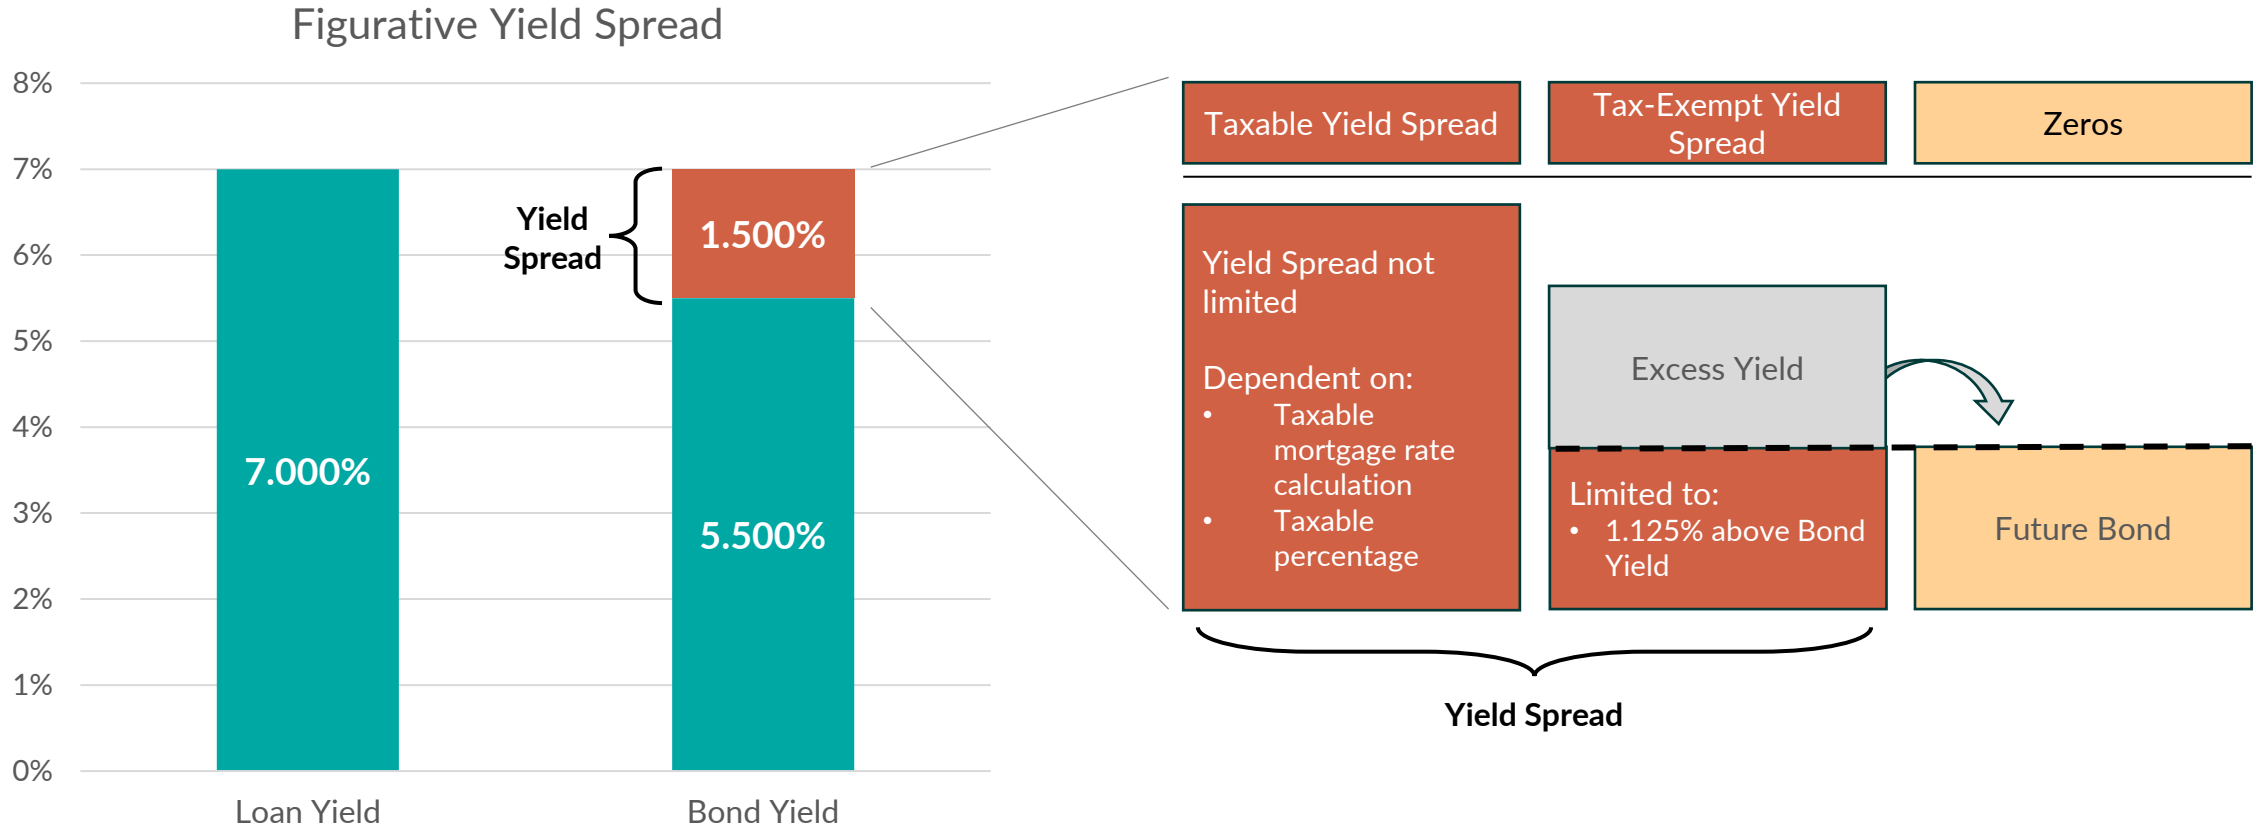 Figurative Yield Spread
8%
7%
6%
5%
4%
3%
2%
1%
0%
Yield
Spread
1.500%
7.000%
5.500%
Loan Yield
Bond Yield
Taxable Yield Spread
Tax-Exempt Yield
Spread
Zeros
Yield Spread not
limited
Dependent on:
• Taxable
mortgage rate
calculation
• Taxable
percentage
Excess Yield
Limited to:
• 1.125% above Bond
Yield
Future Bond
Yield Spread